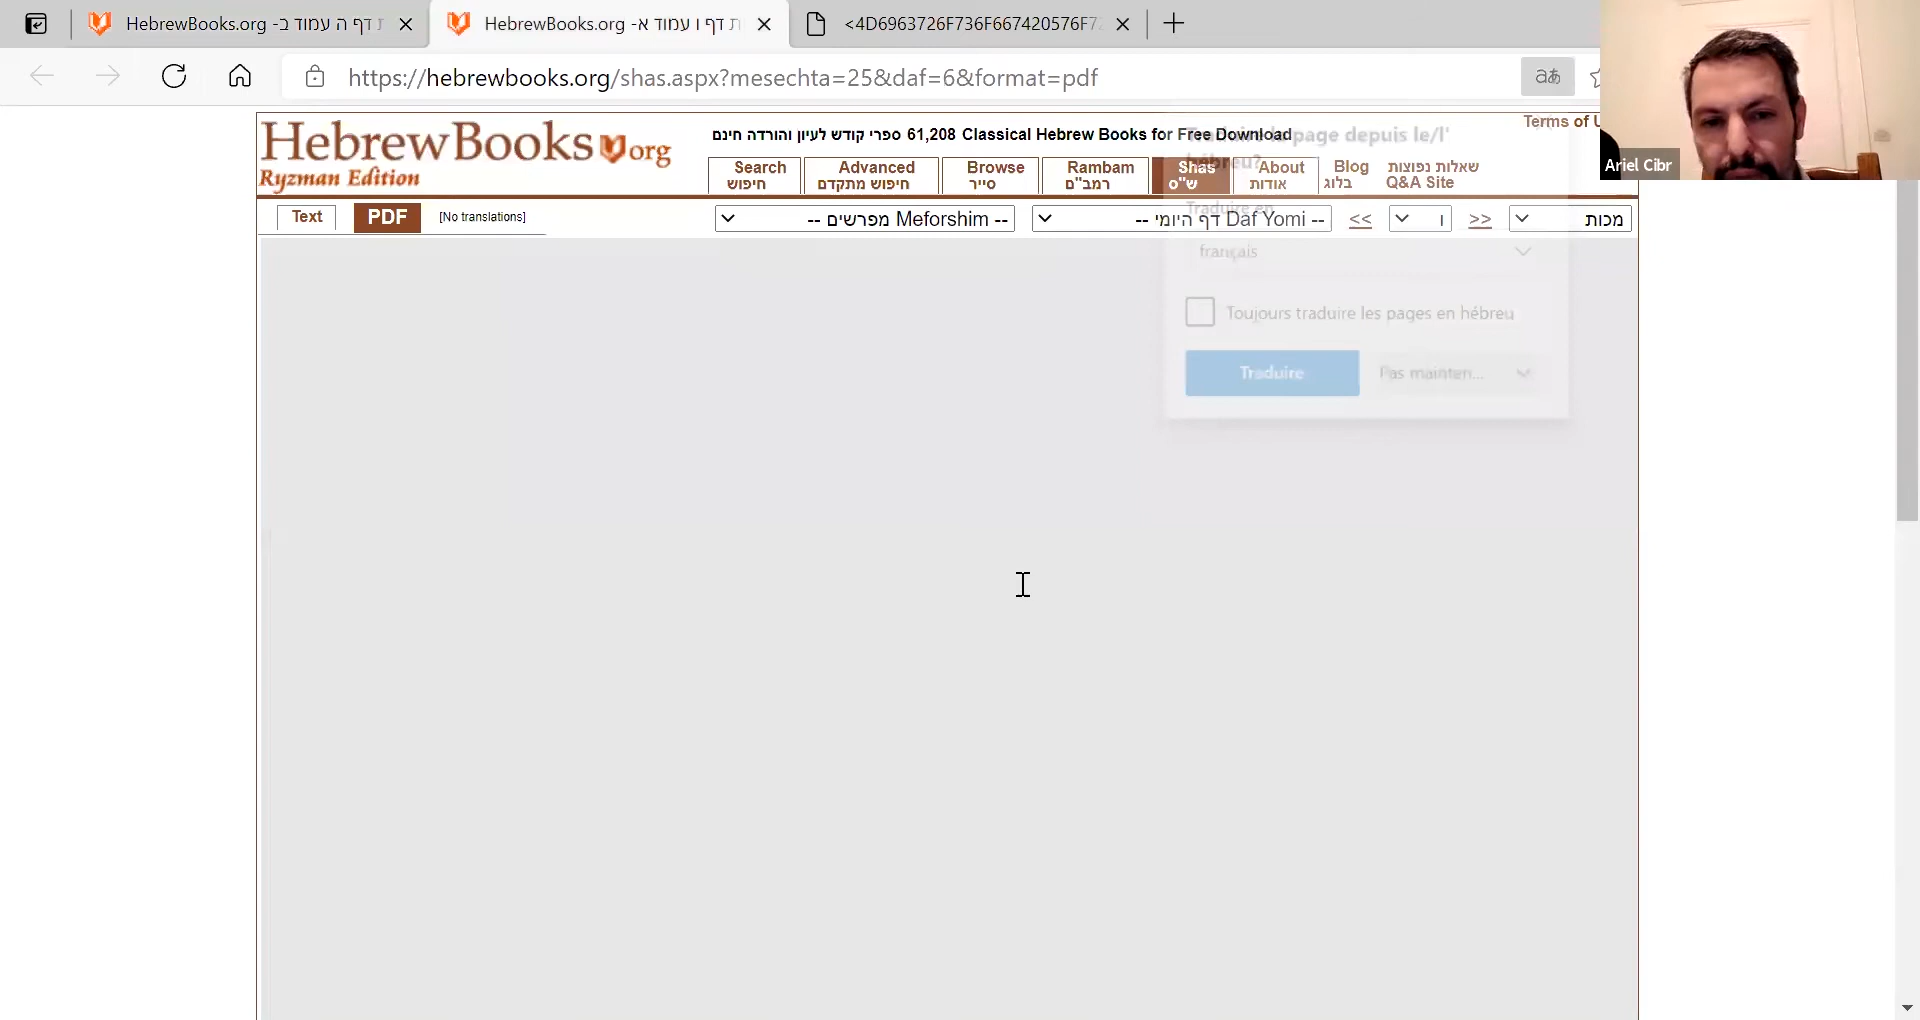 HebrewBooks.org -ת דף ה עמוד ב
HebrewBooks.org -ת דף ו עמוד א
<4D6963726F736F667420576F72
https://hebrewbooks.org/shas.aspx?mesechta=25&daf=6&format=pdf
HebrewBooks.org
Ryzman Edition
61,208 Classical Hebrew Books for Free Download ספרי קודש לעיון והורדה חינם
Terms of U
Search
חיפוש
Advanced
חיפוש מתקדם
Browse
סייר
Rambam
רמב"ם
Shas
ש"ס
About
אודות
Blog
בלוג
שאלות נפוצות
Q&A Site
Text
PDF
[No translations]
-- Meforshim מפרשים --
-- Daf Yomi דף היומי --
<<
ו
>>
מכות
page depuis le/l'
hébreu?
Traduire en
français
Toujours traduire les pages en hébreu
Traduire
Pas mainten...
Ariel Cibr